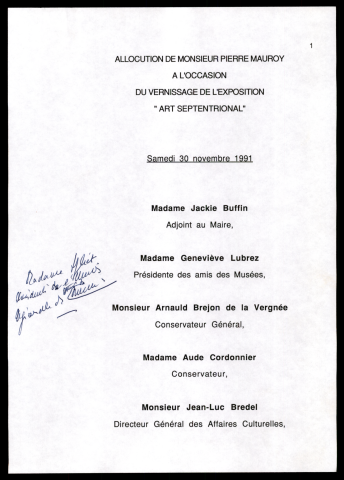 1
ALLOCUTION DE MONSIEUR PIERRE MAUROY
A L'OCCASION
DU VERNISSAGE DE L'EXPOSITION
" ART SEPTENTRIONAL"
Samedi 30 novembre 1991
Madame Jackie Buffin
Adjoint au Maire,
Madame Geneviève Lubrez
Présidente des amis des Musées,
Madame
Monsieur Arnauld Brejon de la Vergnée
Conservateur Général,
Madame Aude Cordonnier
Conservateur,
Monsieur Jean-Luc Bredel
Directeur Général des Affaires Culturelles,